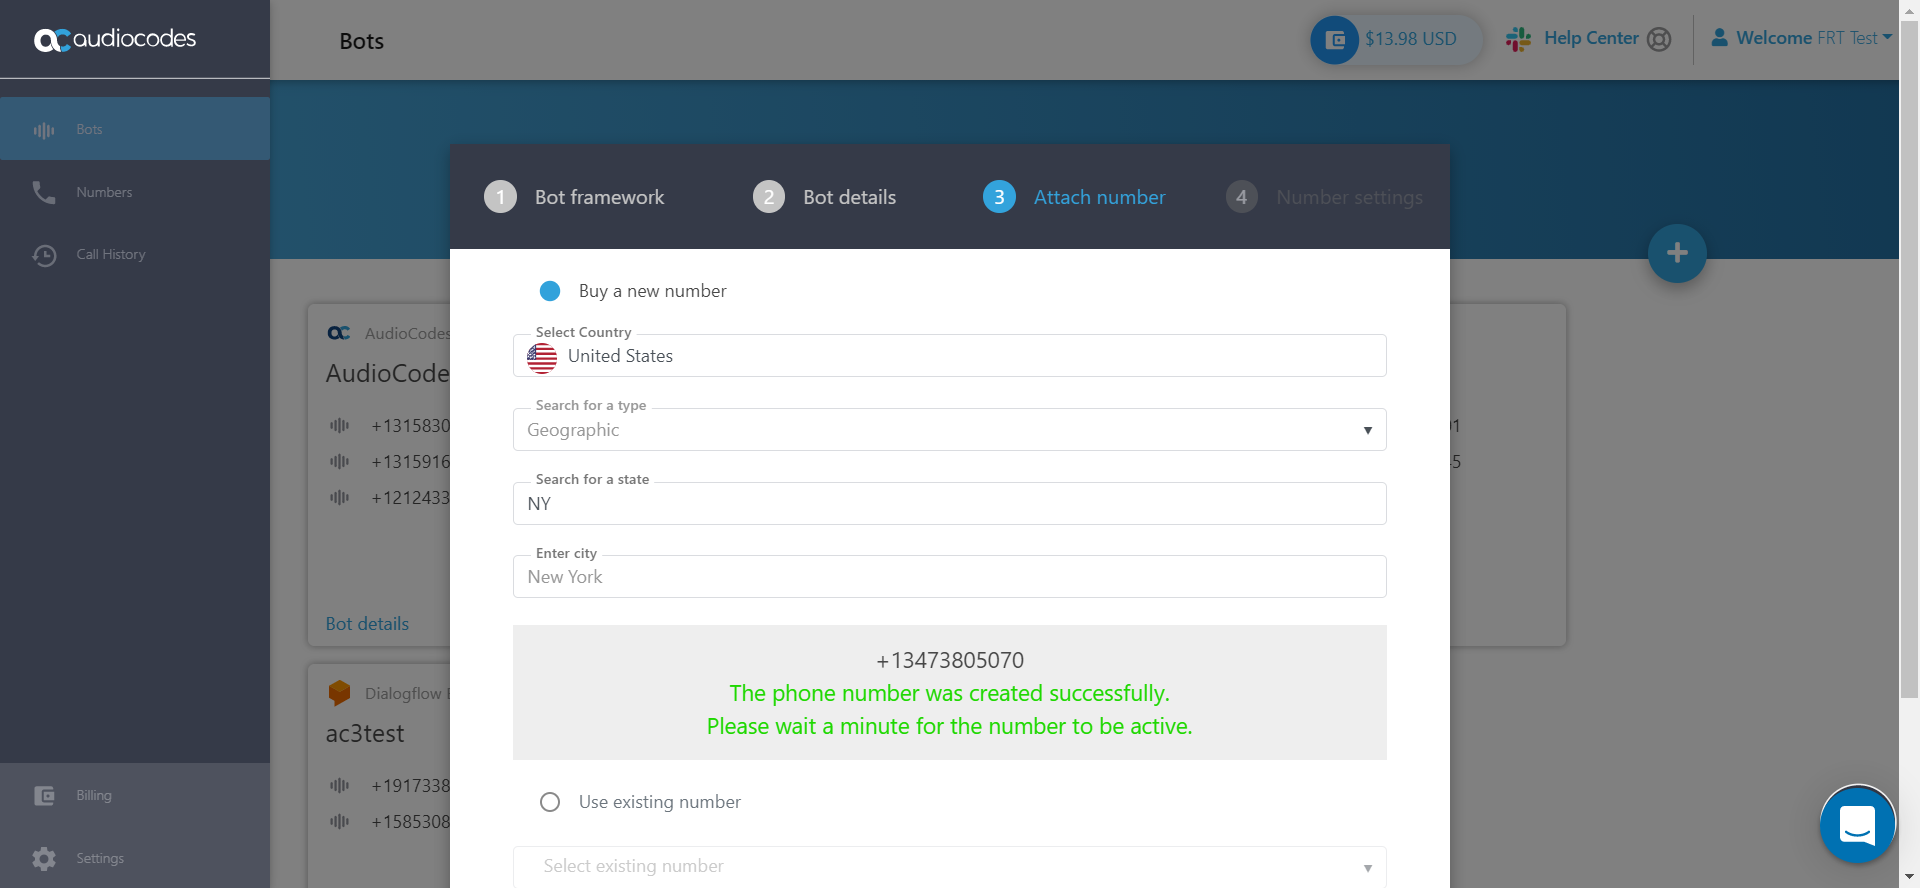 audiocodes
Bots
$13.98 USD
Help Center
Welcome FRT Test
Bots
Numbers
Call History
Billing
Settings
1 Bot framework
2 Bot details
3 Attach number
4 Number settings
Buy a new number
Select Country
United States
Search for a type
Geographic
Search for a state
NY
Enter city
New York
+13473805070
The phone number was created successfully.
Please wait a minute for the number to be active.
Use existing number
Select existing number
AudioCodes
AudioCode
+1315830
+1315916
+1212433
Bot details
Dialogflow
ac3test
+1917338
+1585308